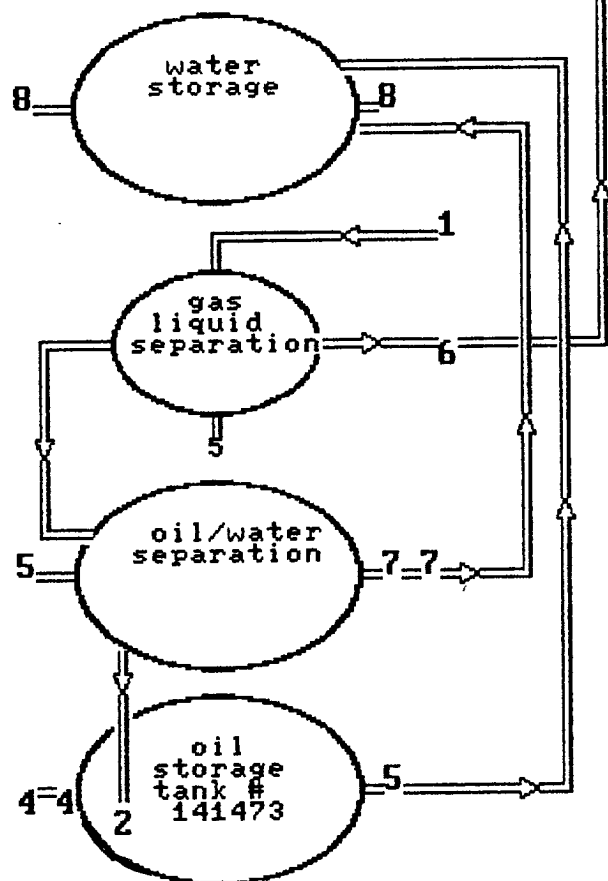 water
storage
8
8
1
gas
liquid
separation
6
5
oil/water
separation
5
7
7
oil
storage
tank #
141473
5
4
4
2